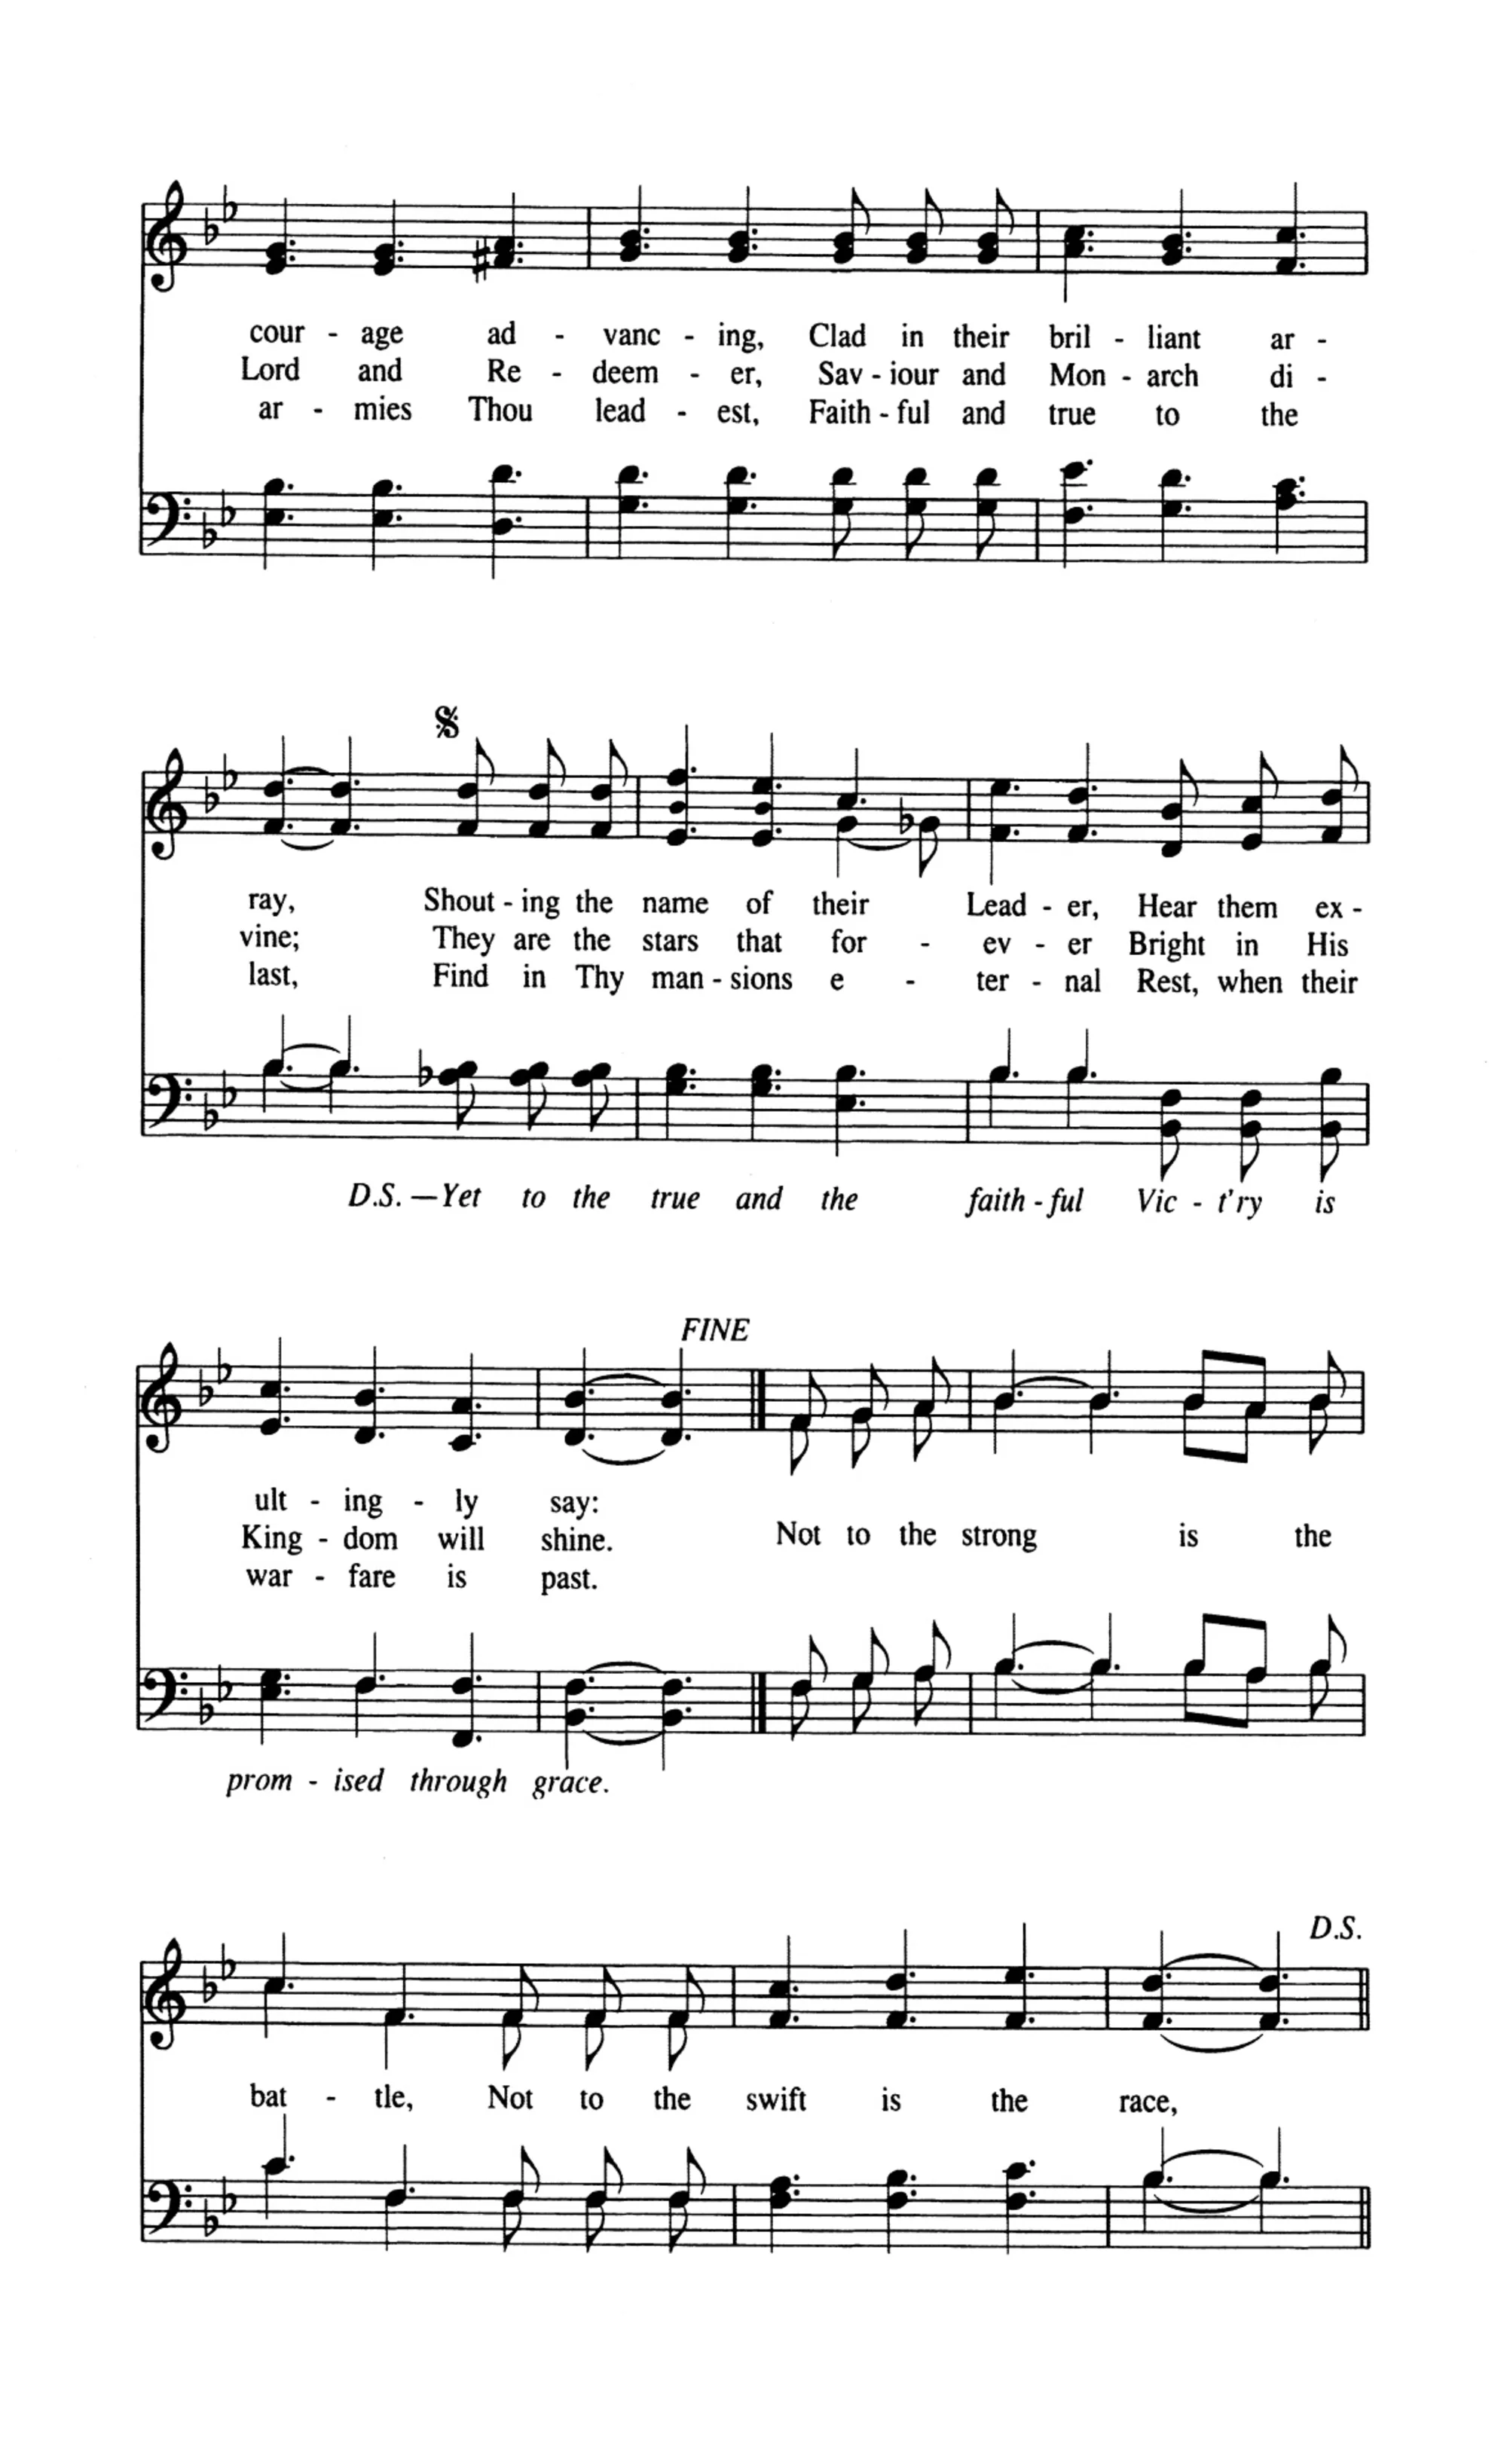 cour - age ad - vanc - ing, Clad in their bril - liant ar -
Lord and Re - deem - er, Sav - iour and Mon - arch di -
ar - mies Thou lead - est, Faith - ful and true to the
ray, Shout - ing the name of their Lead - er, Hear them ex -
vine; They are the stars that for - ev - er Bright in His
last, Find in Thy man - sions e - ter - nal Rest, when their
D.S. — Yet to the true and the faith - ful Vic - t'ry is
FINE
ult - ing - ly say:
King - dom will shine. Not to the strong is the
war - fare is past.
prom - ised through grace.
D.S.
bat - tle, Not to the swift is the race,